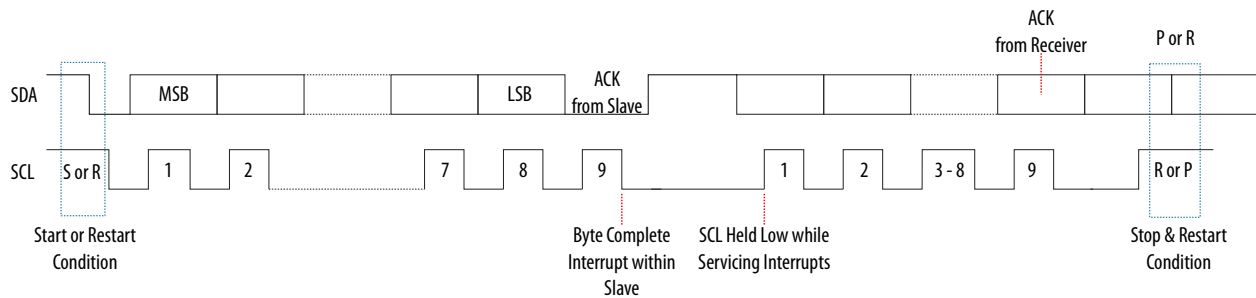 ACK
from Receiver
P or R
SDA
MSB
LSB
ACK
from Slave
SCL
S or R
1
2
7
8
9
1
2
3 - 8
9
R or P
Start or Restart
Condition
Byte Complete
Interrupt within
Slave
SCL Held Low while
Servicing Interrupts
Stop & Restart
Condition